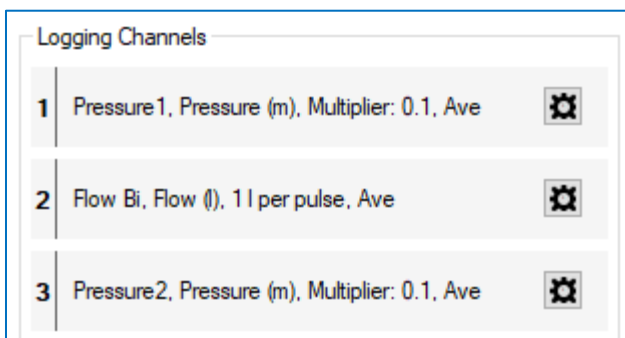 Logging Channels
1 Pressure1, Pressure (m), Multiplier: 0.1, Ave
2 Flow Bi, Flow (l), 1 l per pulse, Ave
3 Pressure2, Pressure (m), Multiplier: 0.1, Ave